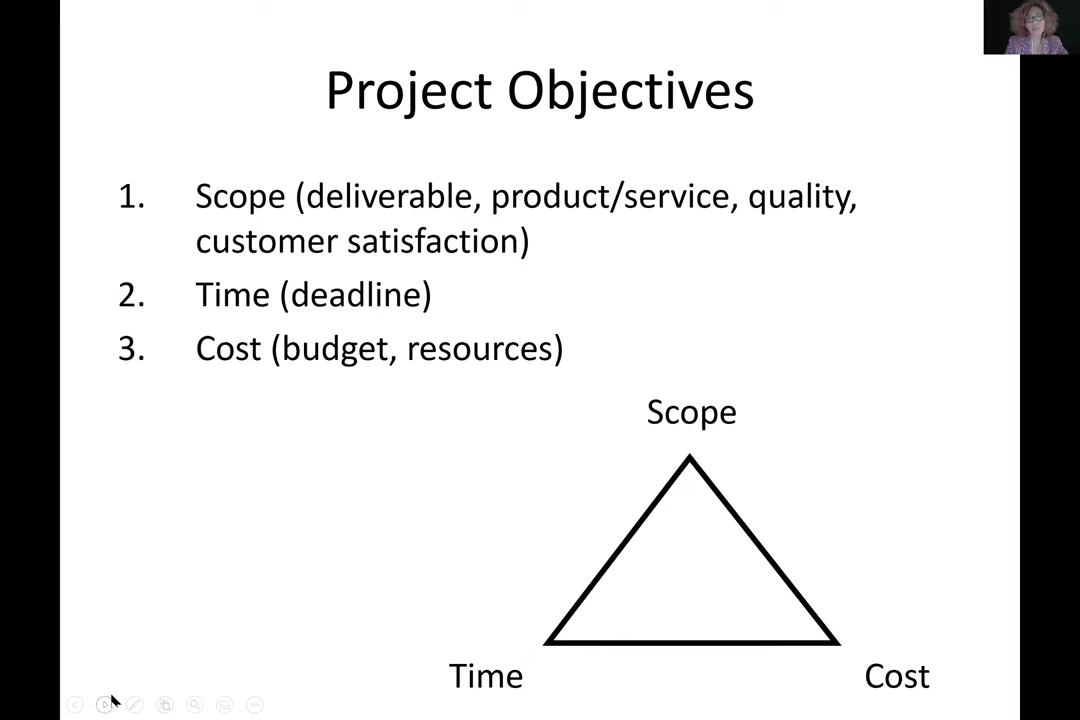 Project Objectives
1. Scope (deliverable, product/service, quality,
customer satisfaction)
2. Time (deadline)
3. Cost (budget, resources)
Scope
Time
Cost